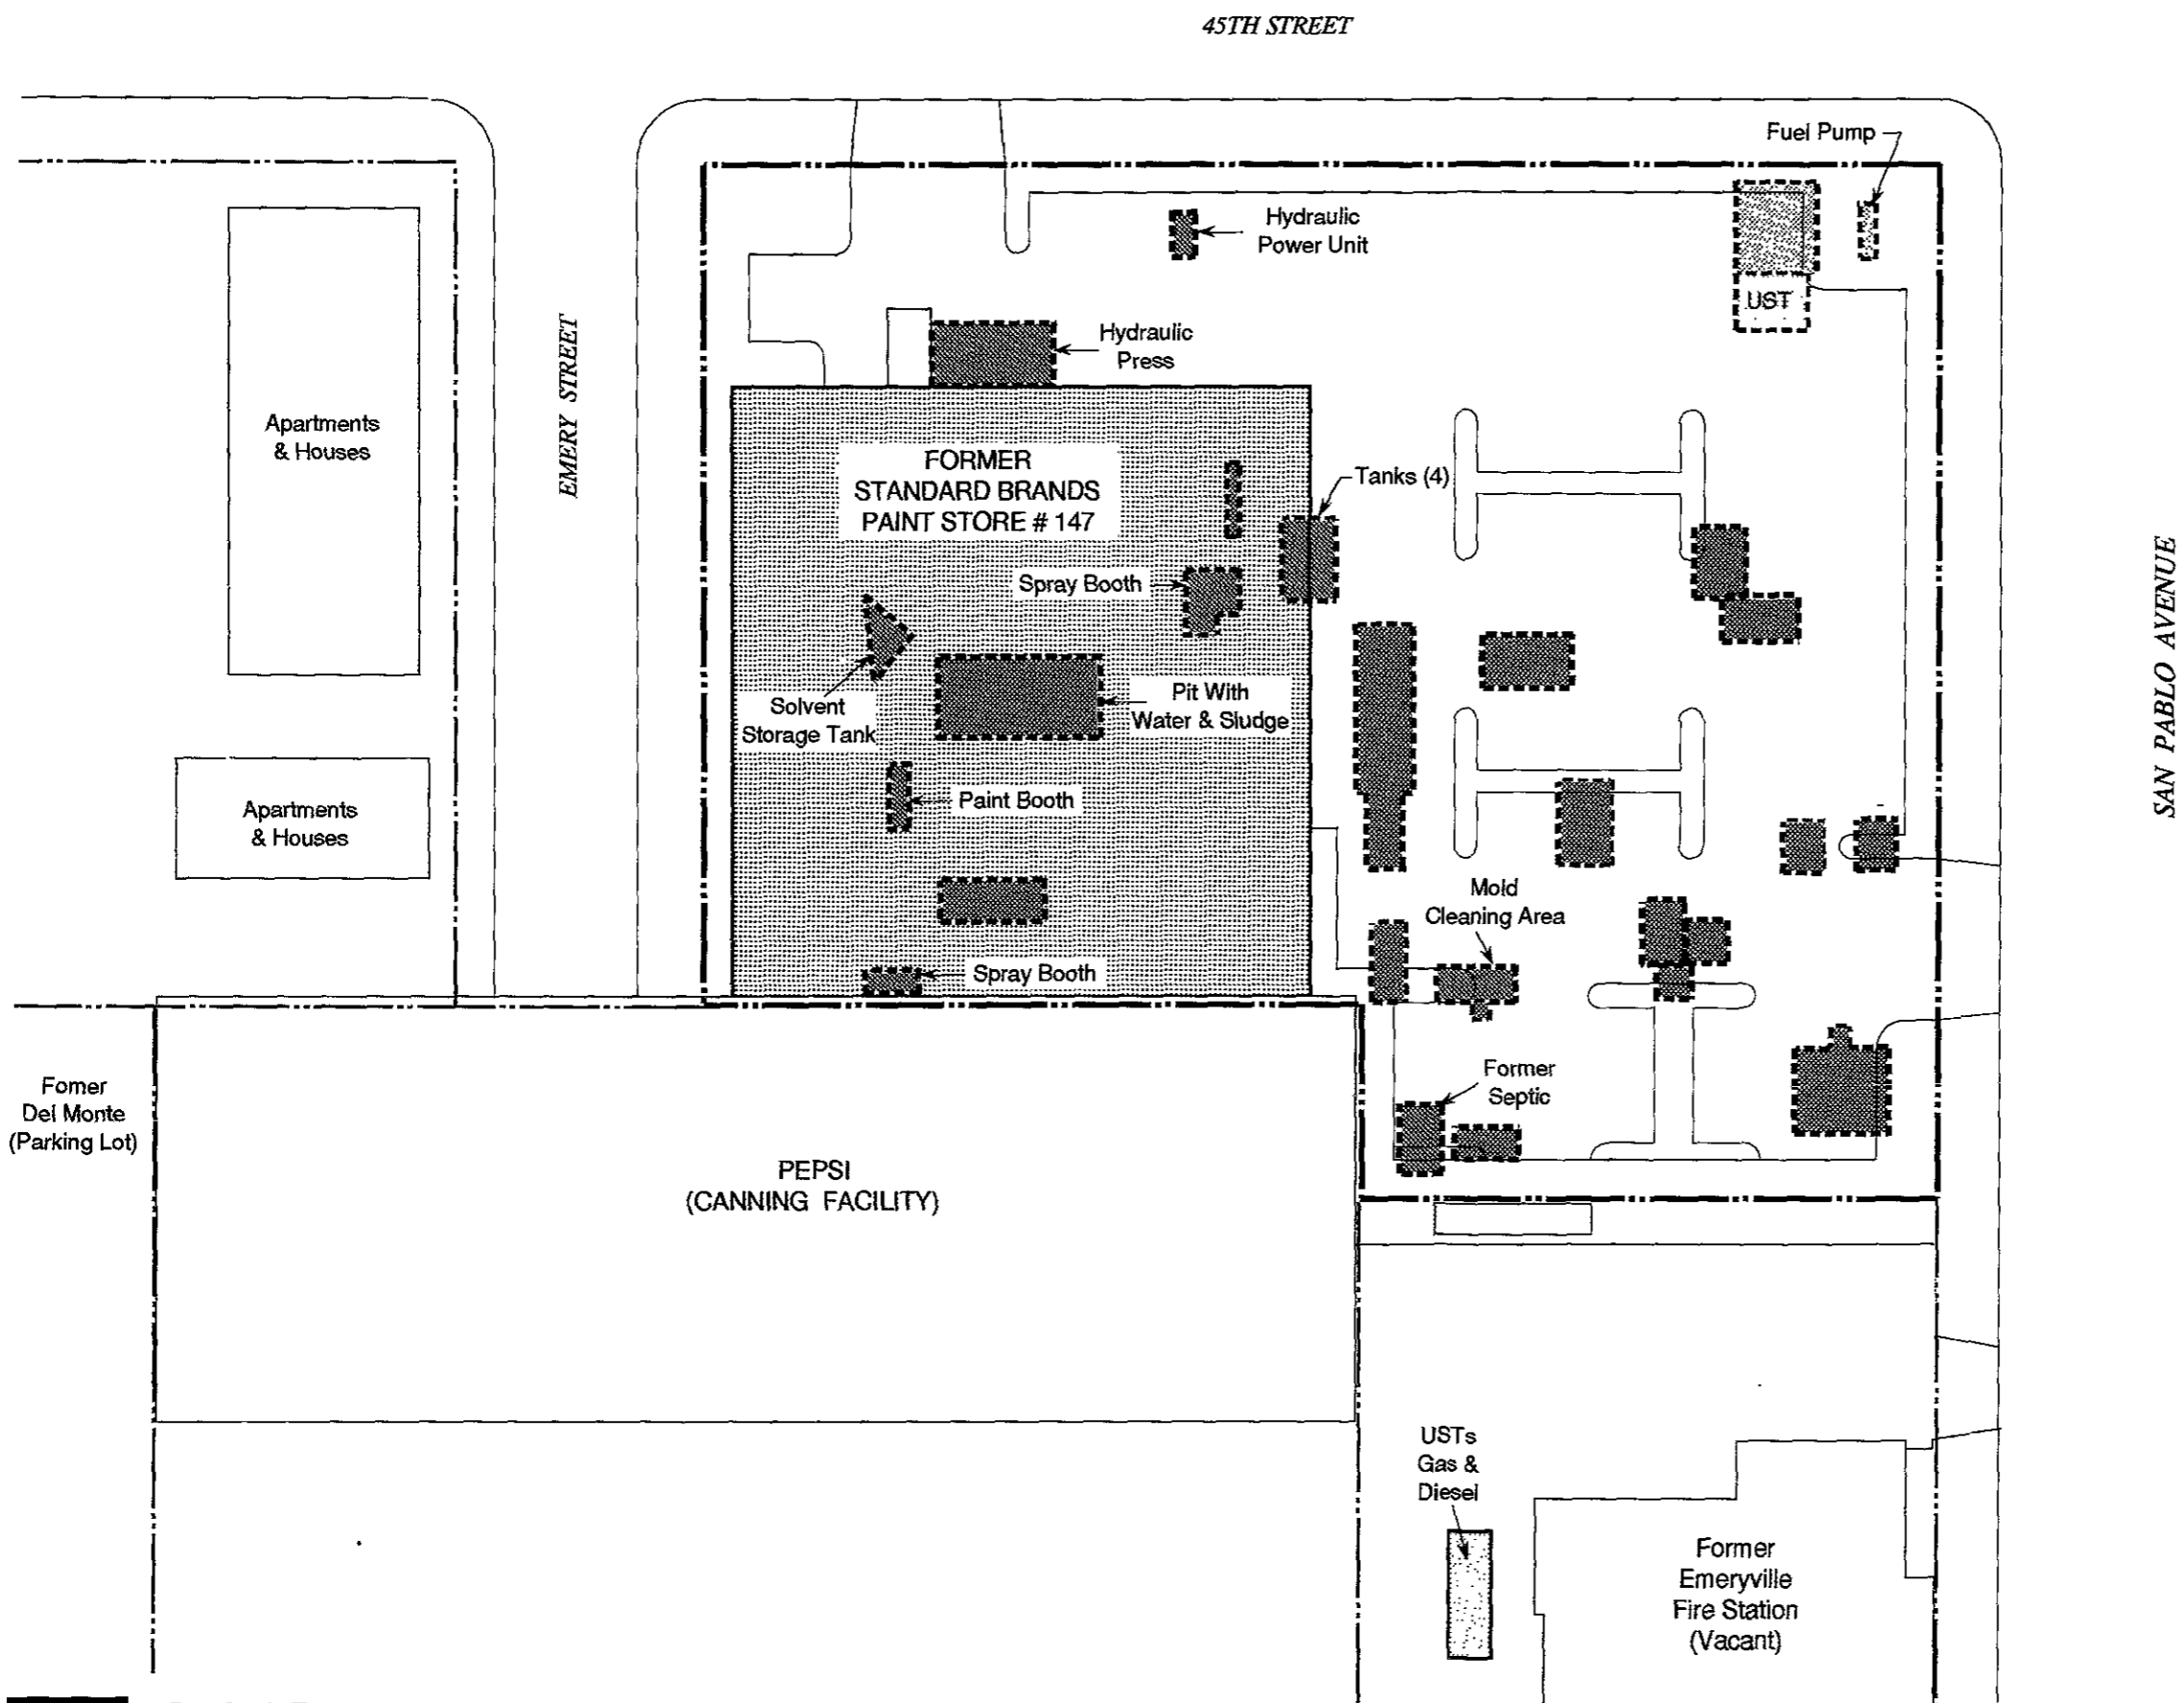 45TH STREET
Fuel Pump
Hydraulic
Power Unit
UST
Hydraulic
Press
EMERY STREET
Apartments
& Houses
FORMER
STANDARD BRANDS
PAINT STORE # 147
Tanks (4)
SAN PABLO AVENUE
Spray Booth
Solvent
Storage Tank
Pit With
Water & Sludge
Apartments
& Houses
Paint Booth
Mold
Cleaning Area
Spray Booth
Fomer
Del Monte
(Parking Lot)
Former
Septic
PEPSI
(CANNING FACILITY)
USTs
Gas &
Diesel
Former
Emeryville
Fire Station
(Vacant)